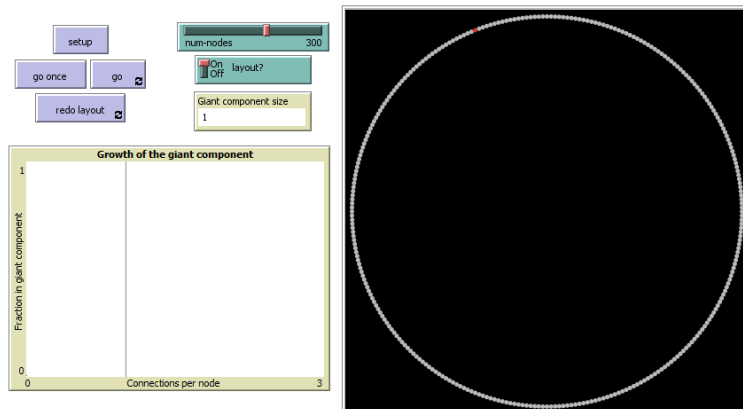 setup
go once
go
redo layout
num-nodes 300
On
Off
layout?
Giant component size
1
Growth of the giant component
1
Fraction in giant component
0
0
Connections per node
3